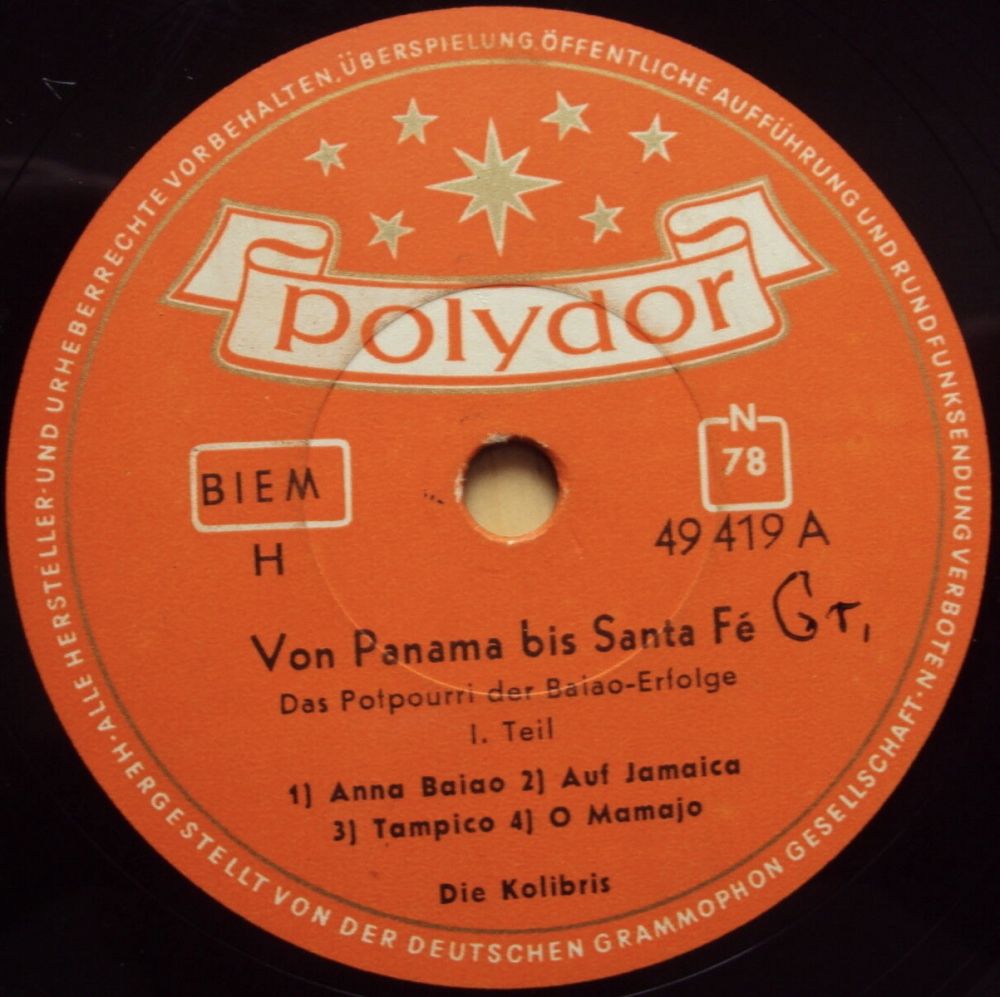 ALLE HERSTELLER- UND URHEBERRECHTE VORBEHALTEN. ÜBERSPIELUNG. ÖFFENTLICHE AUFFÜHRUNG UND RUNDFUNKSENDUNG VERBOTEN.
polydor
BIEM
N
78
H
49 419 A
Von Panama bis Santa Fé Gr.
Das Potpourri der Baiao-Erfolge
I. Teil
1) Anna Baiao 2) Auf Jamaica
3) Tampico 4) O Mamajo
Die Kolibris
HERGESTELLT VON DER DEUTSCHEN GRAMMOPHON GESELLSCHAFT